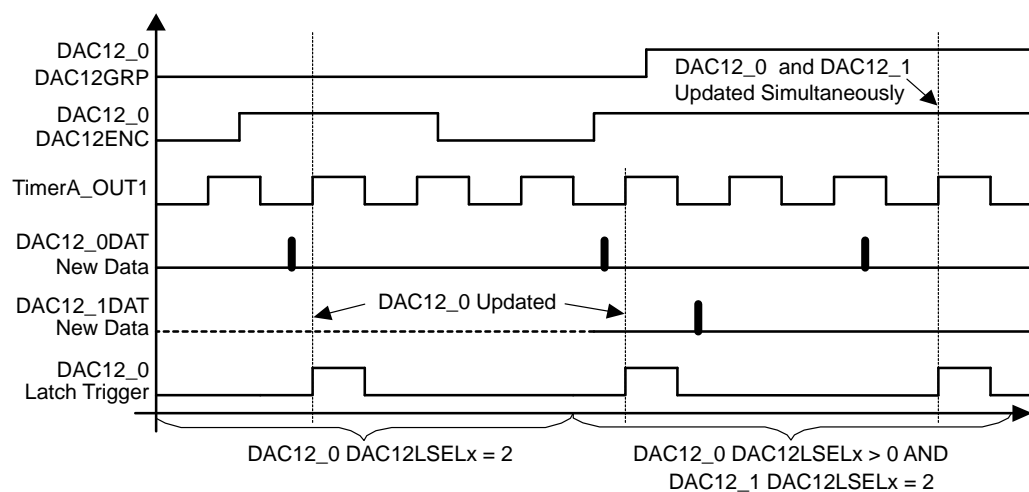 DAC12_0
DAC12GRP
DAC12_0 and DAC12_1
Updated Simultaneously
DAC12_0
DAC12ENC
TimerA_OUT1
DAC12_0DAT
New Data
DAC12_1DAT
New Data
DAC12_0 Updated
DAC12_0
Latch Trigger
DAC12_0 DAC12LSELx = 2
DAC12_0 DAC12LSELx > 0 AND
DAC12_1 DAC12LSELx = 2